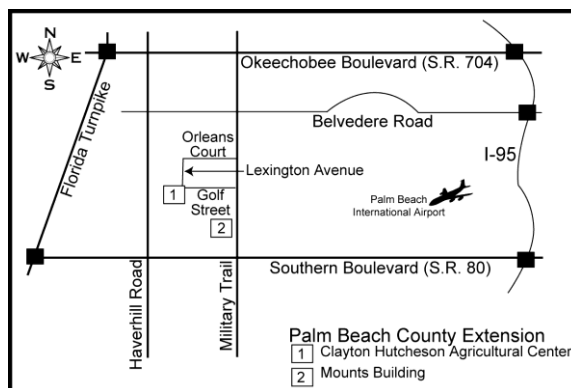 N
W E
S
Okeechobee Boulevard (S.R. 704)
Belvedere Road
Florida Turnpike
Orleans
Court
Lexington Avenue
I-95
1
Golf
Street
2
Palm Beach
International Airport
Southern Boulevard (S.R. 80)
Haverhill Road
Military Trail
Palm Beach County Extension
1 Clayton Hutcheson Agricultural Center
2 Mounts Building